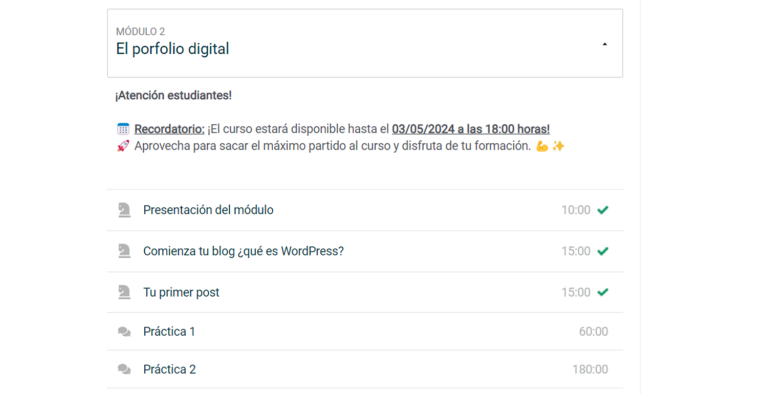 MÓDULO 2
El porfolio digital
¡Atención estudiantes!
Recordatorio: ¡El curso estará disponible hasta el 03/05/2024 a las 18:00 horas!
Aprovecha para sacar el máximo partido al curso y disfruta de tu formación.
Presentación del módulo 10:00
Comienza tu blog ¿qué es WordPress? 15:00
Tu primer post 15:00
Práctica 1 60:00
Práctica 2 180:00